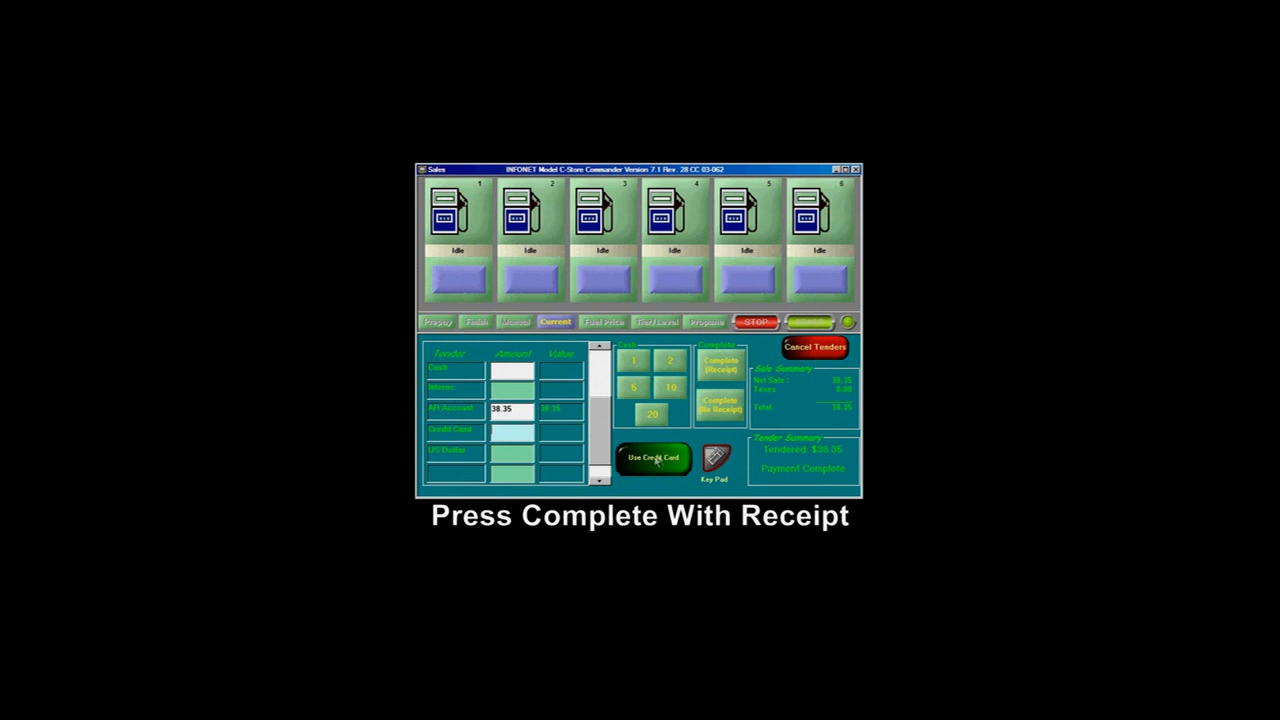 Sales INFONET Model C-Store Commander Version 7.1 Rev. 28 CC 03-062
1 2 3 4 5 6
Idle Idle Idle Idle Idle Idle
Prepay Finish Manual Current Fuel Price Tier/Level Propane STOP
Tender Amount Value
Cash
AR Account 38.35 38.35
Credit Card
US Dollar
Cash
1 2
5 10
20
Use Credit Card
Key Pad
Complete
Complete
(Receipt)
Complete
(No Receipt)
Cancel Tenders
Sale Summary
Net Sale : 38.35
Taxes 0.00
Total 38.35
Tender Summary
Tendered: $38.35
Payment Complete
Press Complete With Receipt